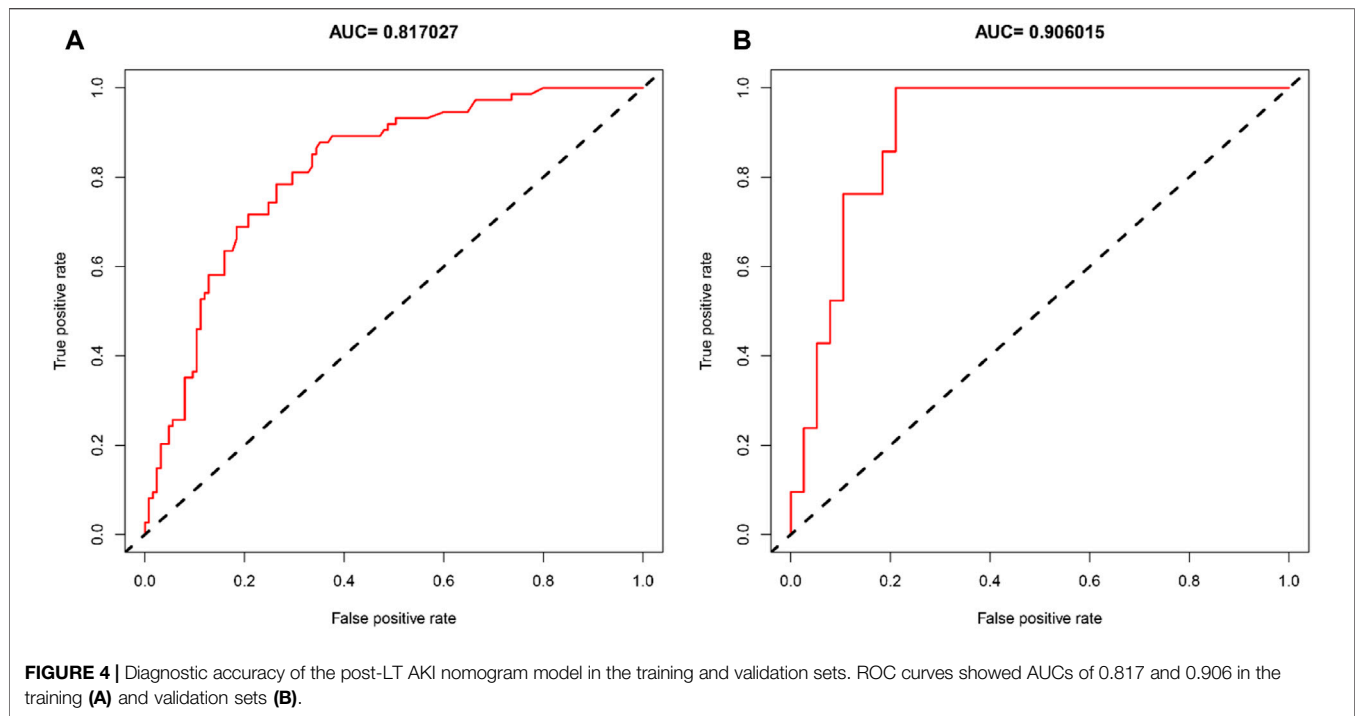 A
AUC= 0.817027
True positive rate
1.0
0.8
0.6
0.4
0.2
0.0
0.0 0.2 0.4 0.6 0.8 1.0
False positive rate
B
AUC= 0.906015
True positive rate
1.0
0.8
0.6
0.4
0.2
0.0
0.0 0.2 0.4 0.6 0.8 1.0
False positive rate
FIGURE 4 | Diagnostic accuracy of the post-LT AKI nomogram model in the training and validation sets. ROC curves showed AUCs of 0.817 and 0.906 in the
training (A) and validation sets (B).